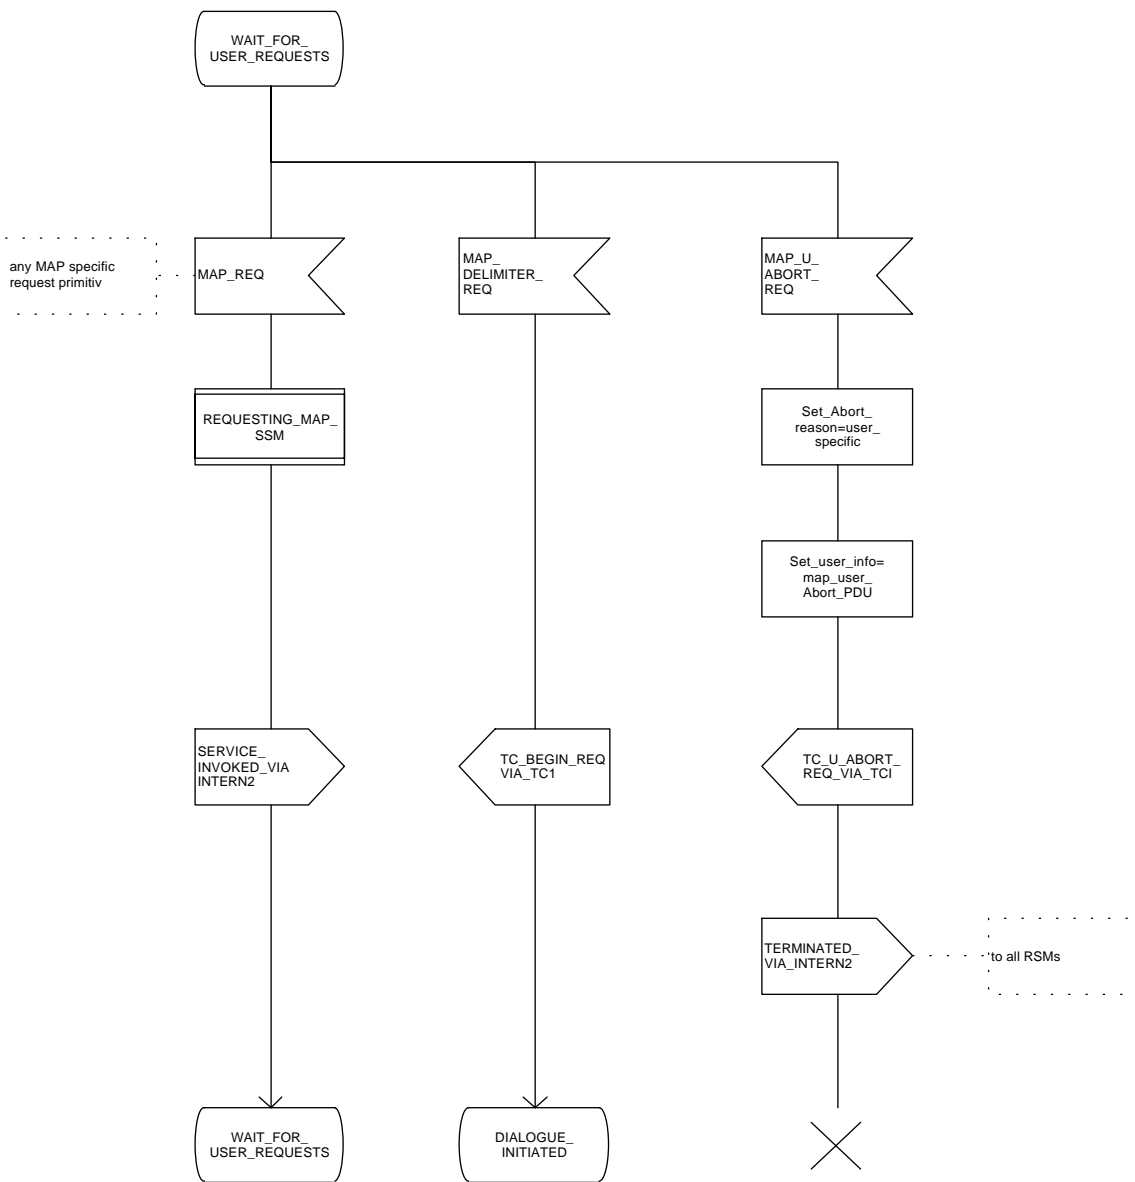 WAIT_FOR_
USER_REQUESTS
any MAP specific
request primitiv
MAP_REQ
MAP_
DELIMITER_
REQ
MAP_U_
ABORT_
REQ
REQUESTING_MAP_
SSM
Set_Abort_
reason=user_
specific
Set_user_info=
map_user_
Abort_PDU
SERVICE_
INVOKED_VIA
INTERN2
TC_BEGIN_REQ
VIA_TC1
TC_U_ABORT_
REQ_VIA_TCI
TERMINATED_
VIA_INTERN2
to all RSMs
WAIT_FOR_
USER_REQUESTS
DIALOGUE_
INITIATED